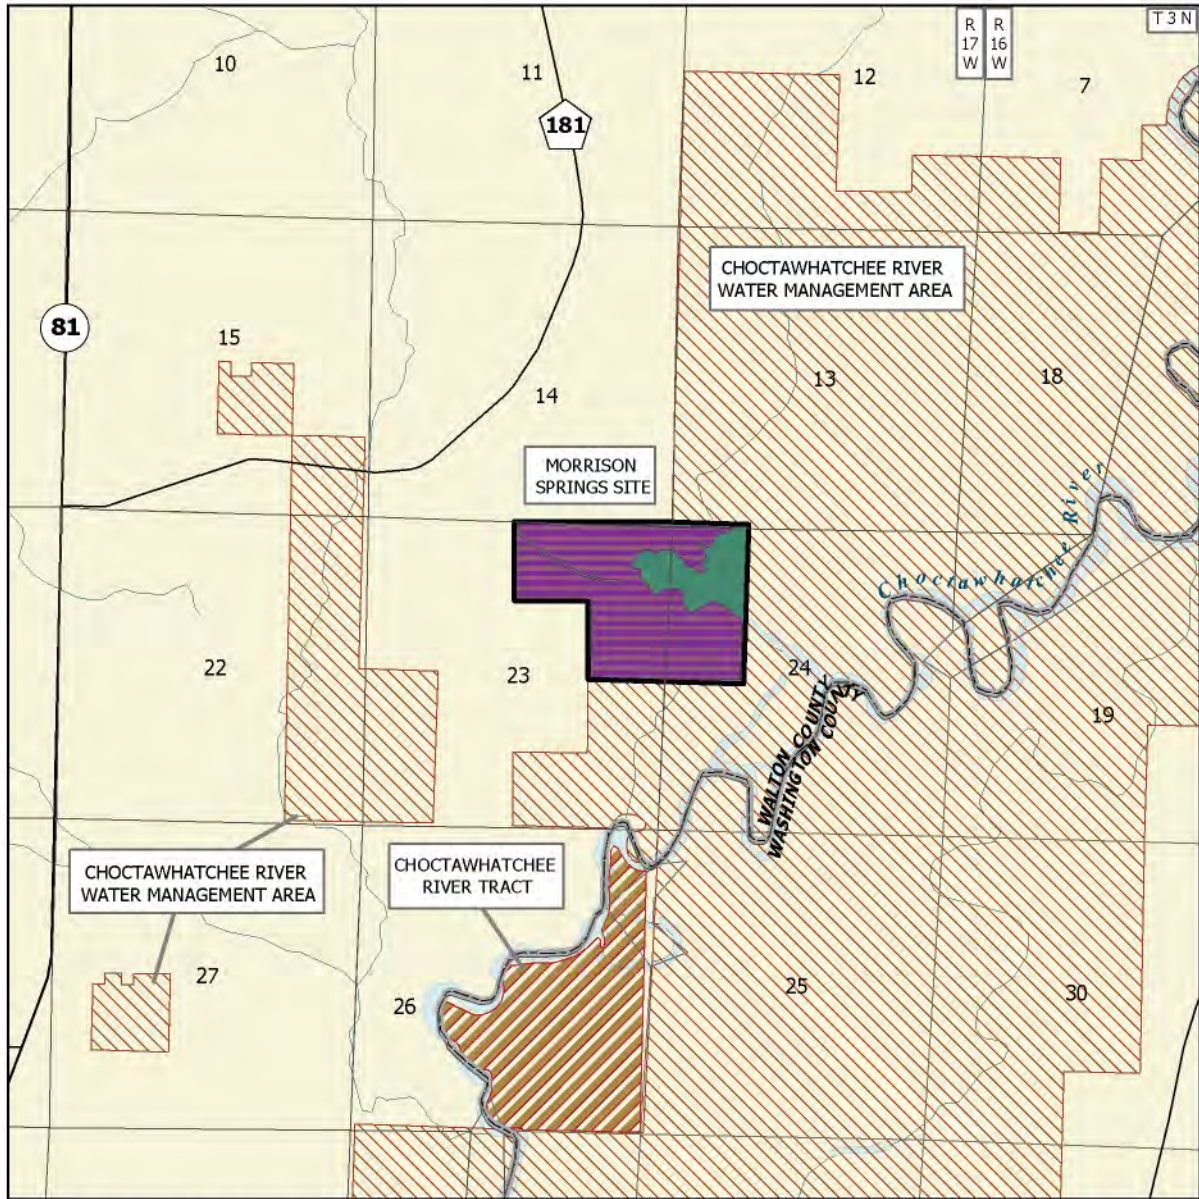 T 3 N
R
17
W
R
16
W
10
11
12
7
181
CHOCTAWHATCHEE RIVER
WATER MANAGEMENT AREA
81
15
14
13
18
MORRISON
SPRINGS SITE
Choctawhatchee River
22
23
24
19
WALTON COUNTY
WASHINGTON COUNTY
CHOCTAWHATCHEE RIVER
WATER MANAGEMENT AREA
CHOCTAWHATCHEE
RIVER TRACT
27
26
25
30